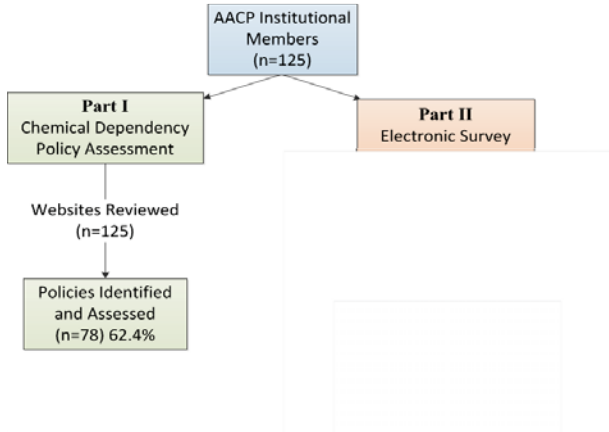 AACP Institutional
Members
(n=125)
Part I
Chemical Dependency
Policy Assessment
Part II
Electronic Survey
Websites Reviewed
(n=125)
Policies Identified
and Assessed
(n=78) 62.4%